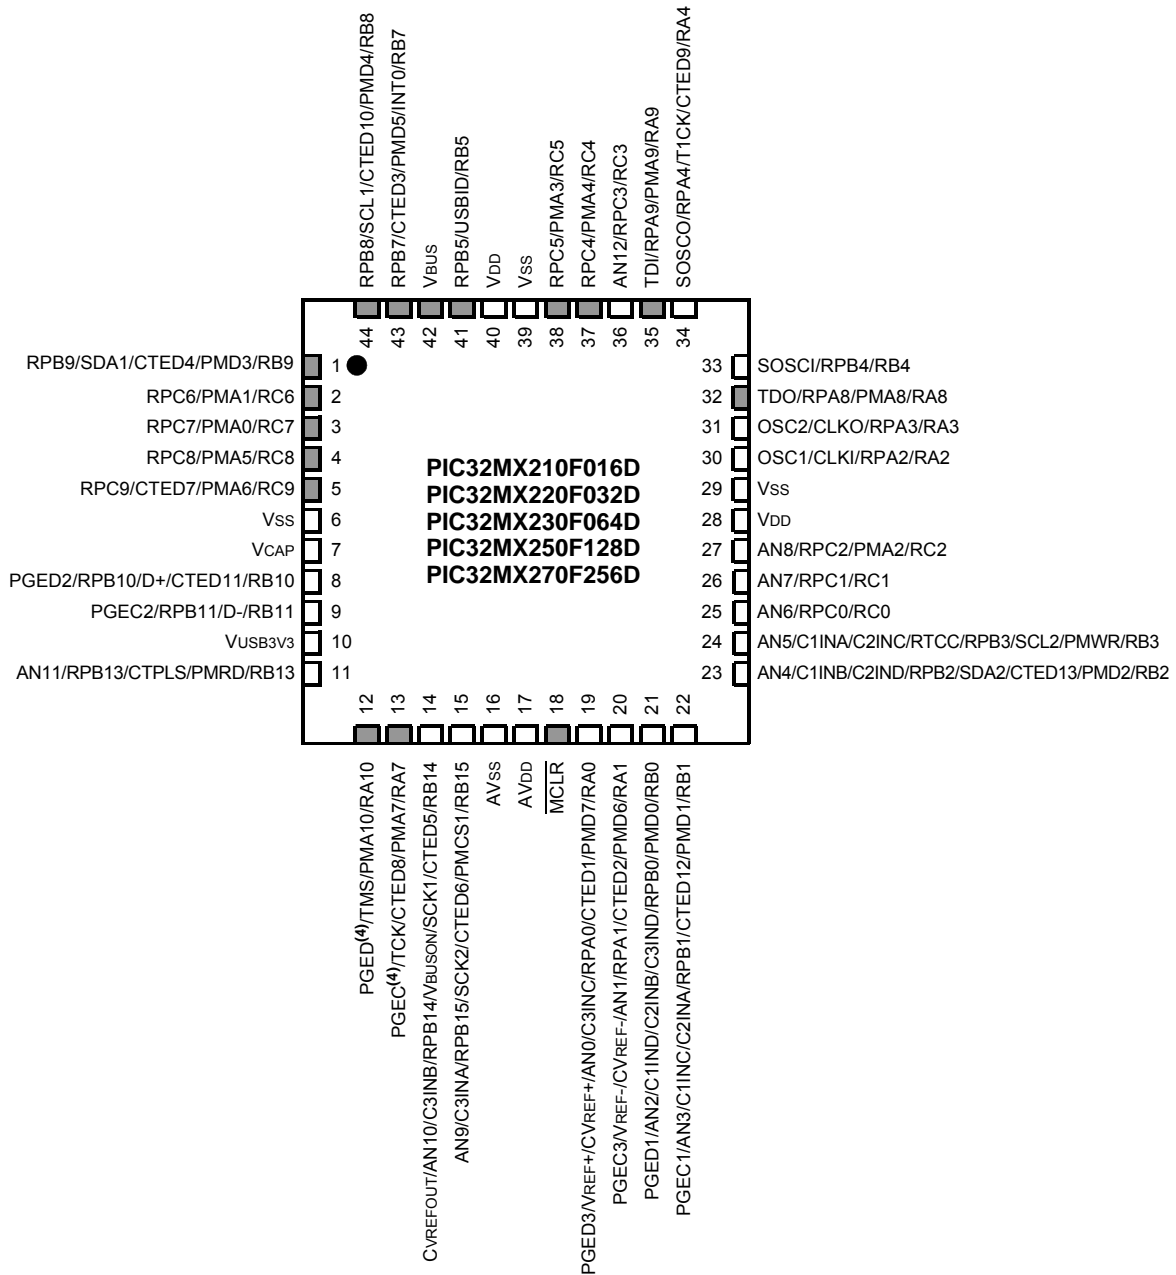 RPB8/SCL1/CTED10/PMD4/RB8
RPB7/CTED3/PMD5/INT0/RB7
VBUS
RPB5/USBID/RB5
VDD
VSS
RPC5/PMA3/RC5
RPC4/PMA4/RC4
AN12/RPC3/RC3
TDI/RPA9/PMA9/RA9
SOSCO/RPA4/T1CK/CTED9/RA4
44
43
42
41
40
39
38
37
36
35
34
RPB9/SDA1/CTED4/PMD3/RB9 1
RPC6/PMA1/RC6 2
RPC7/PMA0/RC7 3
RPC8/PMA5/RC8 4
RPC9/CTED7/PMA6/RC9 5
VSS 6
VCAP 7
PGED2/RPB10/D+/CTED11/RB10 8
PGEC2/RPB11/D-/RB11 9
VUSB3V3 10
AN11/RPB13/CTPLS/PMRD/RB13 11
PIC32MX210F016D
PIC32MX220F032D
PIC32MX230F064D
PIC32MX250F128D
PIC32MX270F256D
33 SOSCI/RPB4/RB4
32 TDO/RPA8/PMA8/RA8
31 OSC2/CLKO/RPA3/RA3
30 OSC1/CLKI/RPA2/RA2
29 VSS
28 VDD
27 AN8/RPC2/PMA2/RC2
26 AN7/RPC1/RC1
25 AN6/RPC0/RC0
24 AN5/C1INA/C2INC/RTCC/RPB3/SCL2/PMWR/RB3
23 AN4/C1INB/C2IND/RPB2/SDA2/CTED13/PMD2/RB2
12
13
14
15
16
17
18
19
20
21
22
PGED(4)/TMS/PMA10/RA10
PGEC(4)/TCK/CTED8/PMA7/RA7
CVREFOUT/AN10/C3INB/RPB14/VBUSON/SCK1/CTED5/RB14
AN9/C3INA/RPB15/SCK2/CTED6/PMCS1/RB15
AVSS
AVDD
MCLR
PGED3/VREF+/CVREF+/AN0/C3INC/RPA0/CTED1/PMD7/RA0
PGEC3/VREF-/CVREF-/AN1/RPA1/CTED2/PMD6/RA1
PGED1/AN2/C1IND/C2INB/C3IND/RPB0/PMD0/RB0
PGEC1/AN3/C1INC/C2INA/RPB1/CTED12/PMD1/RB1